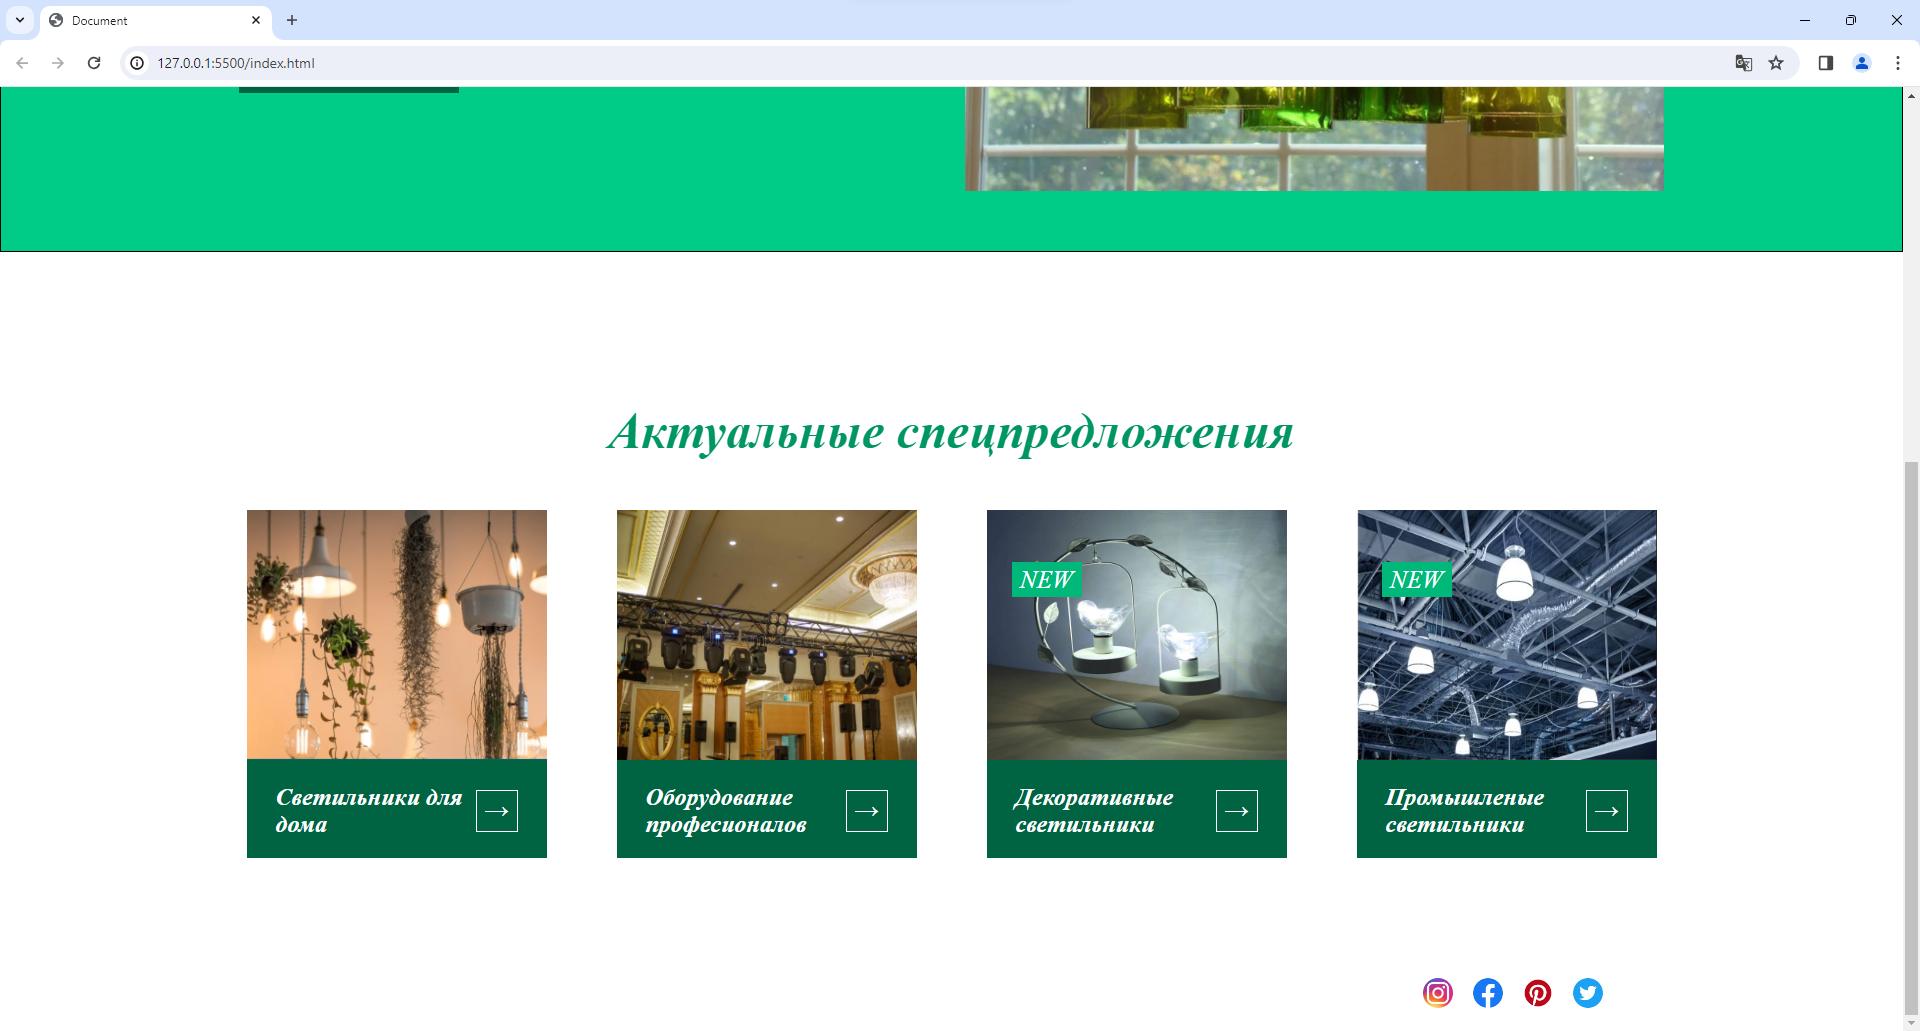 Document
127.0.0.1:5500/index.html
Актуальные спецпредложения
NEW
NEW
Светильники для
дома
Оборудование
професионалов
Декоративные
светильники
Промышленые
светильники